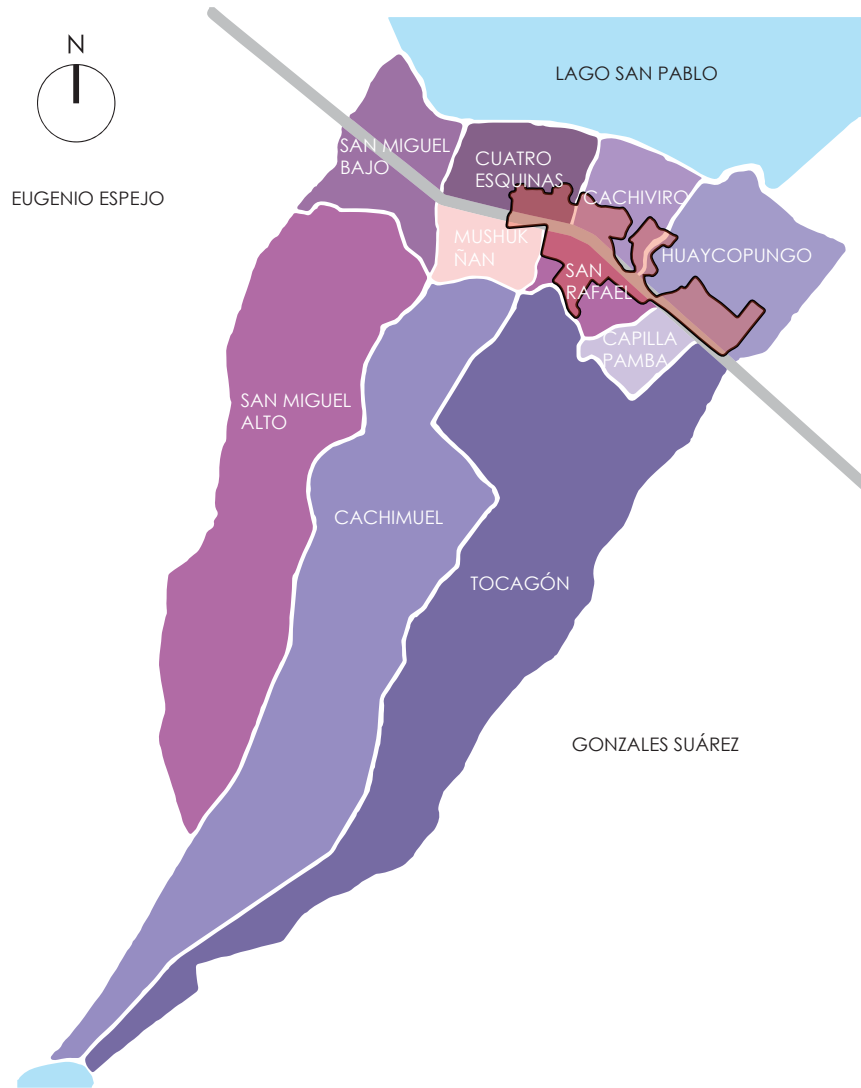 N
LAGO SAN PABLO
SAN MIGUEL
BAJO
CUATRO
ESQUINAS
EUGENIO ESPEJO
CACHIVIRO
MUSHUK
ÑAN
HUAYCOPUNGO
SAN
RAFAEL
CAPILLA
PAMBA
SAN MIGUEL
ALTO
CACHIMUEL
TOCAGÓN
GONZALES SUÁREZ